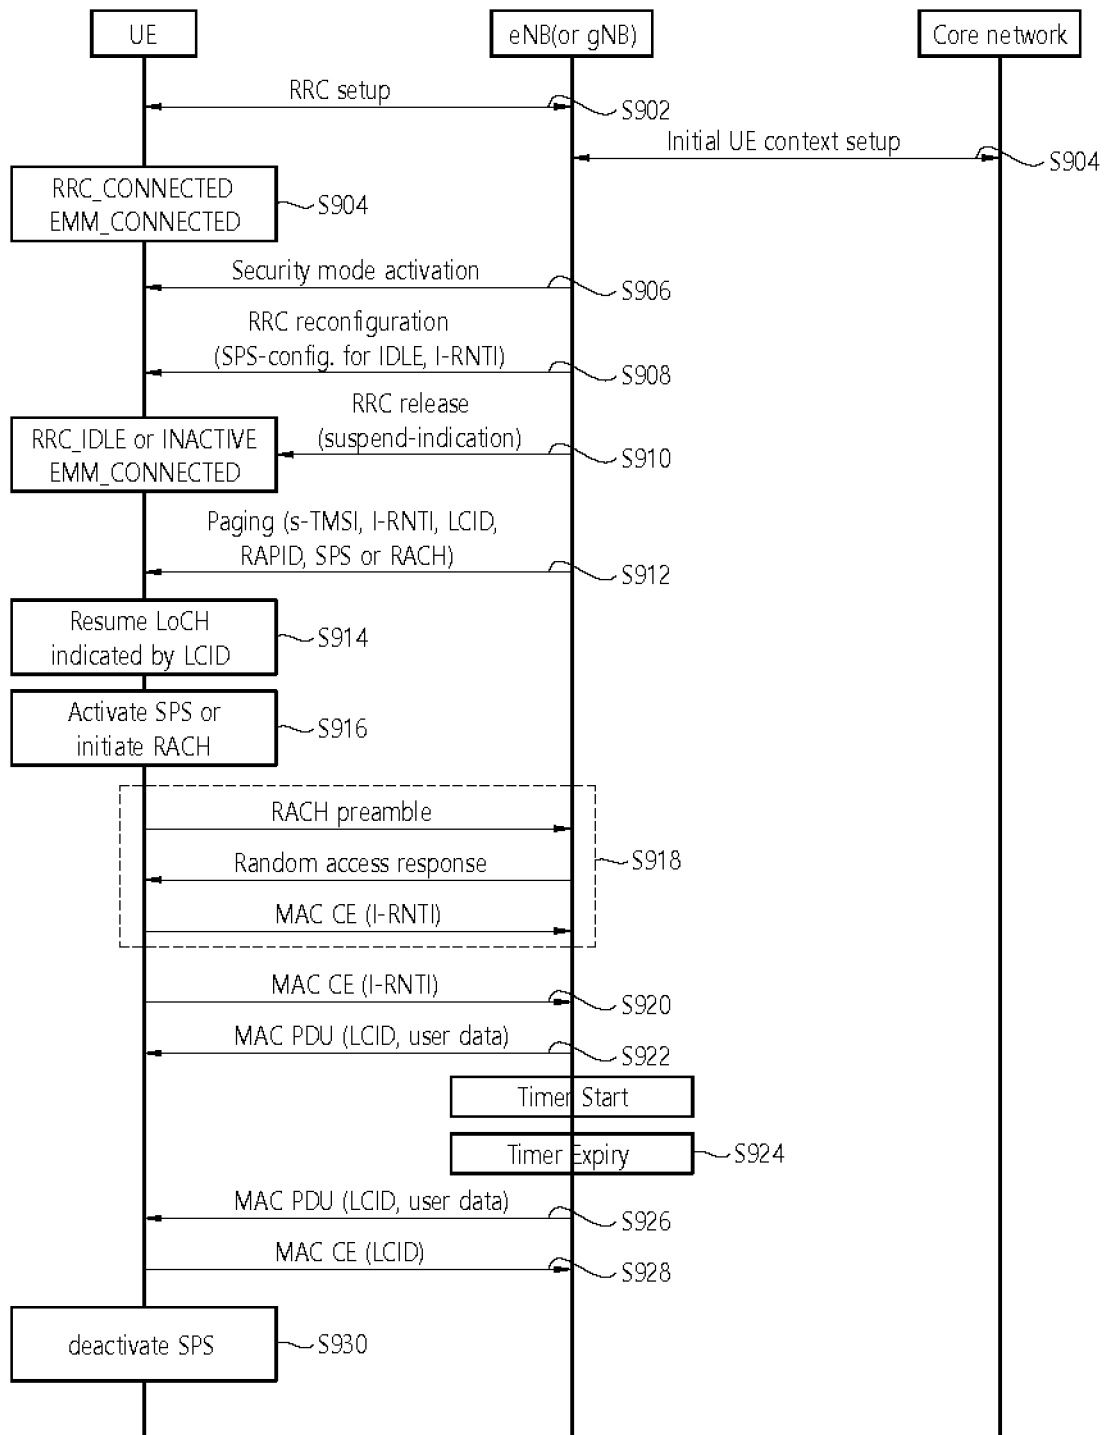 UE
eNB(or gNB)
Core network
RRC setup
S902
Initial UE context setup
S904
RRC_CONNECTED
EMM_CONNECTED
S904
Security mode activation
S906
RRC reconfiguration
(SPS-config. for IDLE, I-RNTI)
S908
RRC release
(suspend-indication)
S910
RRC_IDLE or INACTIVE
EMM_CONNECTED
Paging (s-TMSI, I-RNTI, LCID,
RAPID, SPS or RACH)
S912
Resume LoCH
indicated by LCID
S914
Activate SPS or
initiate RACH
S916
RACH preamble
Random access response
S918
MAC CE (I-RNTI)
MAC CE (I-RNTI)
S920
MAC PDU (LCID, user data)
S922
Timer Start
Timer Expiry
S924
MAC PDU (LCID, user data)
S926
MAC CE (LCID)
S928
deactivate SPS
S930